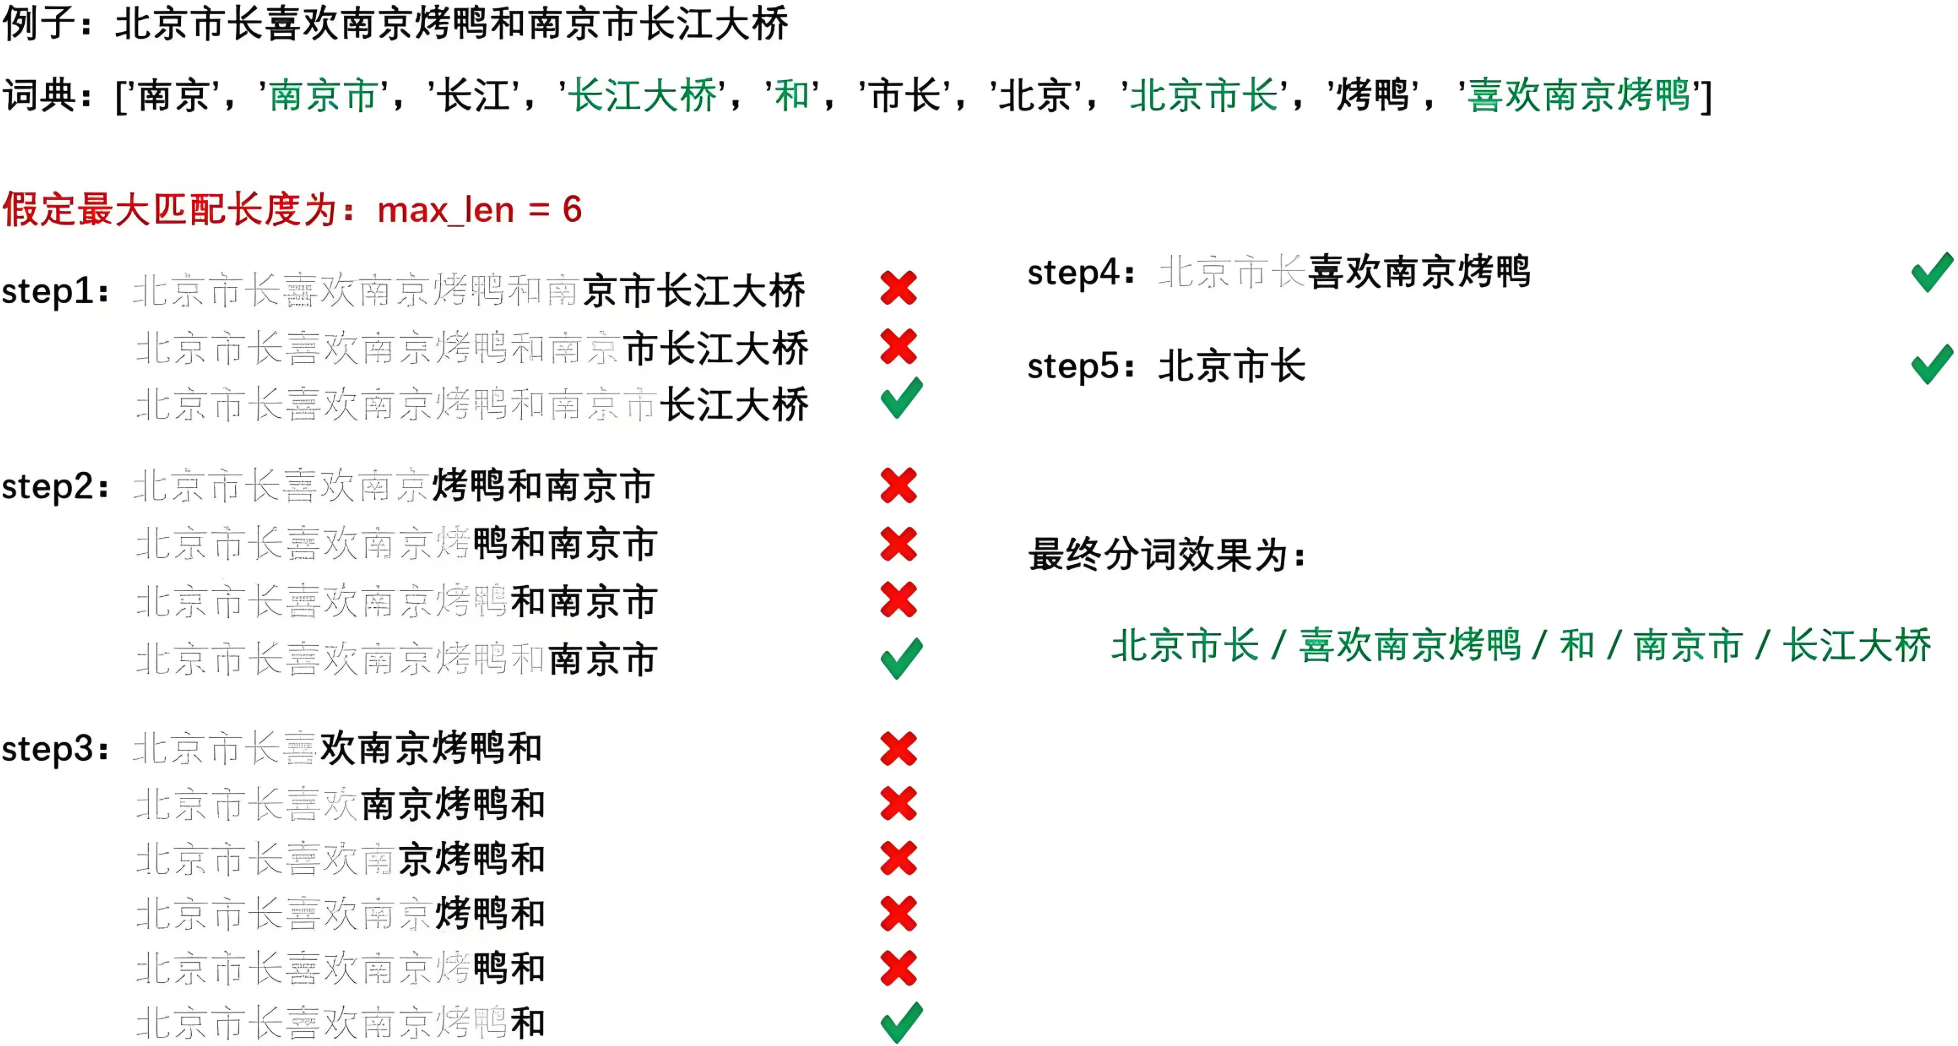 例子：北京市长喜欢南京烤鸭和南京市长江大桥
词典：['南京', '南京市', '长江', '长江大桥', '和', '市长', '北京', '北京市长', '烤鸭', '喜欢南京烤鸭']
假定最大匹配长度为：max_len = 6
step1：北京市长喜欢南京烤鸭和南京市长江大桥
北京市长喜欢南京烤鸭和南京市长江大桥
北京市长喜欢南京烤鸭和南京市长江大桥
step2：北京市长喜欢南京烤鸭和南京市
北京市长喜欢南京烤鸭和南京市
北京市长喜欢南京烤鸭和南京市
北京市长喜欢南京烤鸭和南京市
step3：北京市长喜欢南京烤鸭和
北京市长喜欢南京烤鸭和
北京市长喜欢南京烤鸭和
北京市长喜欢南京烤鸭和
北京市长喜欢南京烤鸭和
北京市长喜欢南京烤鸭和
step4：北京市长喜欢南京烤鸭
step5：北京市长
最终分词效果为：
北京市长 / 喜欢南京烤鸭 / 和 / 南京市 / 长江大桥